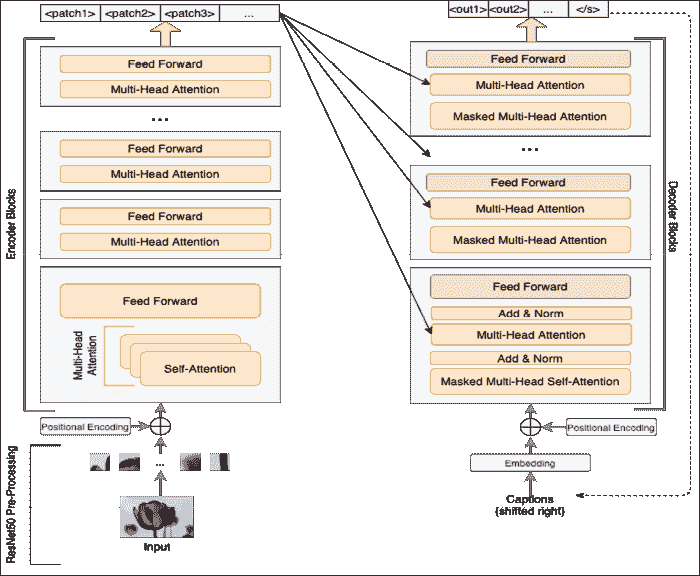 <patch1> <patch2> <patch3> ...
Feed Forward
Multi-Head Attention
...
Feed Forward
Multi-Head Attention
Feed Forward
Multi-Head Attention
Feed Forward
Multi-Head
Attention
Self-Attention
Encoder Blocks
Positional Encoding
...
ResNet50 Pre-Processing
Input
<out1> <out2> ... </s>
Feed Forward
Multi-Head Attention
Masked Multi-Head Attention
...
Feed Forward
Multi-Head Attention
Masked Multi-Head Attention
Feed Forward
Add & Norm
Multi-Head Attention
Add & Norm
Masked Multi-Head Self-Attention
Decoder Blocks
Positional Encoding
Embedding
Captions
(shifted right)